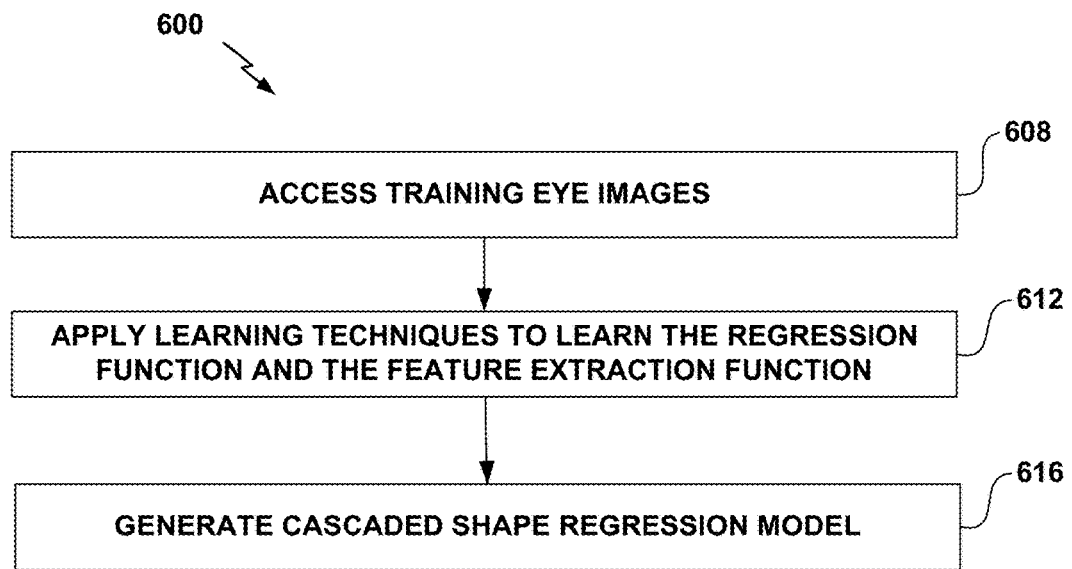 600
608
ACCESS TRAINING EYE IMAGES
612
APPLY LEARNING TECHNIQUES TO LEARN THE REGRESSION
FUNCTION AND THE FEATURE EXTRACTION FUNCTION
616
GENERATE CASCADED SHAPE REGRESSION MODEL